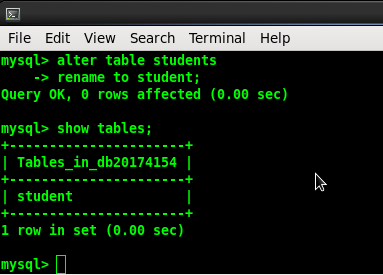 File Edit View Search Terminal Help
mysql> alter table students
    -> rename to student;
Query OK, 0 rows affected (0.00 sec)
mysql> show tables;
+----------------------+
| Tables_in_db20174154 |
+----------------------+
| student              |
+----------------------+
1 row in set (0.00 sec)
mysql>